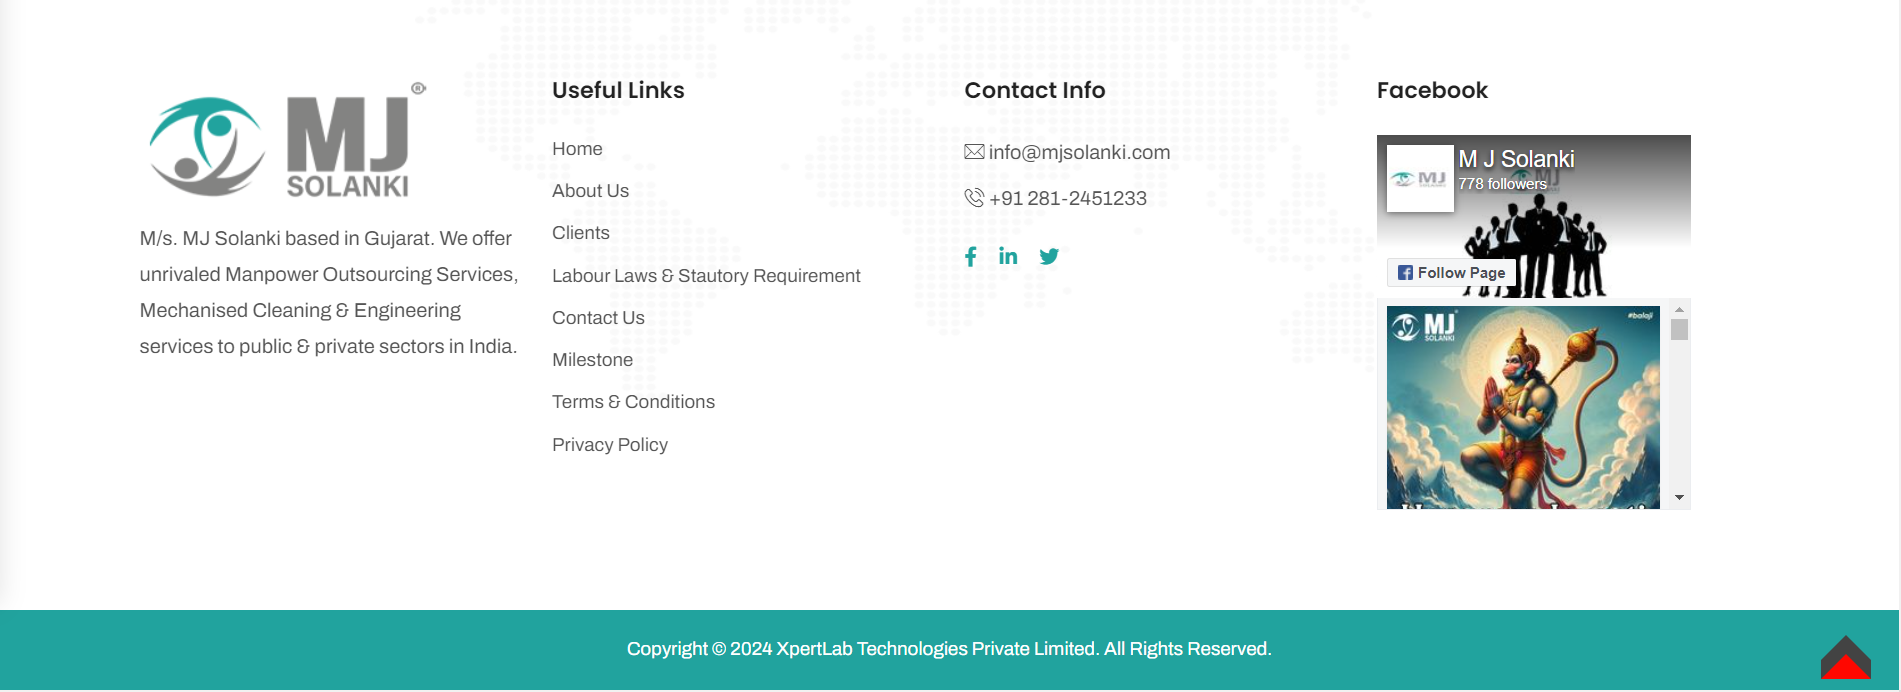 MJ
SOLANKI
®
M/s. MJ Solanki based in Gujarat. We offer
unrivaled Manpower Outsourcing Services,
Mechanised Cleaning & Engineering
services to public & private sectors in India.
Useful Links
Home
About Us
Clients
Labour Laws & Stautory Requirement
Contact Us
Milestone
Terms & Conditions
Privacy Policy
Contact Info
info@mjsolanki.com
+91 281-2451233
Facebook
MJ
SOLANKI
M J Solanki
778 followers
MJ
Follow Page
MJ
SOLANKI
#balaji
Copyright © 2024 XpertLab Technologies Private Limited. All Rights Reserved.